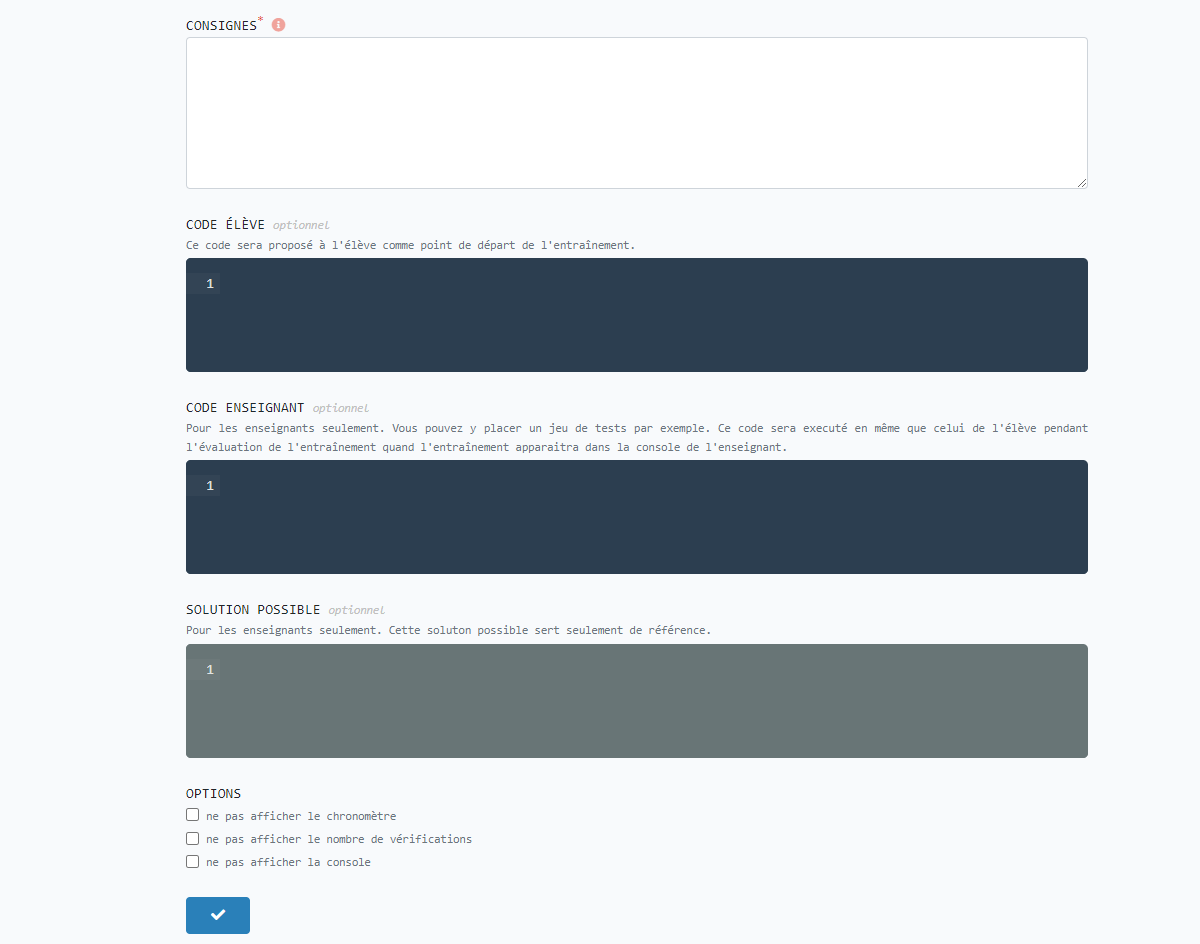 CONSIGNES*
CODE ÉLÈVE optionnel
Ce code sera proposé à l'élève comme point de départ de l'entraînement.
1
CODE ENSEIGNANT optionnel
Pour les enseignants seulement. Vous pouvez y placer un jeu de tests par exemple. Ce code sera executé en même que celui de l'élève pendant
l'évaluation de l'entraînement quand l'entraînement apparaitra dans la console de l'enseignant.
1
SOLUTION POSSIBLE optionnel
Pour les enseignants seulement. Cette soluton possible sert seulement de référence.
1
OPTIONS
ne pas afficher le chronomètre
ne pas afficher le nombre de vérifications
ne pas afficher la console